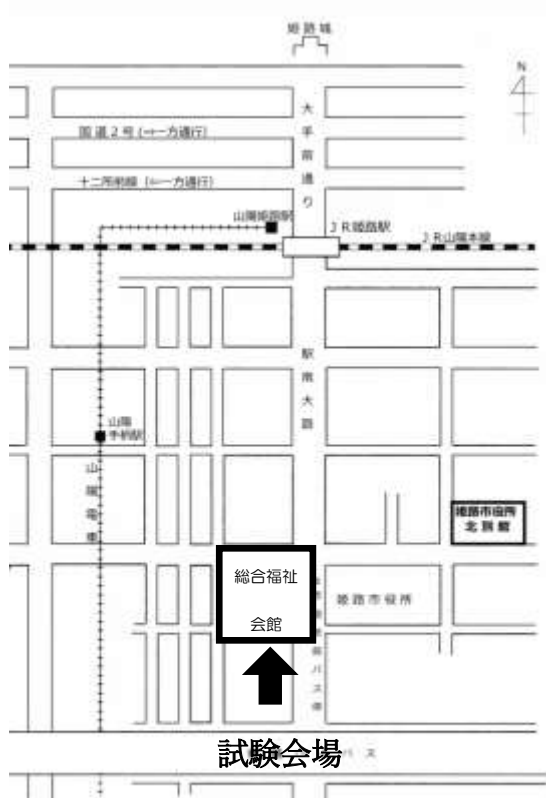 姫路城
N
大手前通り
国道2号(⇒一方通行)
十二所前線(⇐一方通行)
山陽姫路駅
JR姫路駅
JR山陽本線
駅南大路
山陽
手柄駅
山陽電車
姫路市役所
北別館
総合福祉
会館
姫路市役所
試験会場